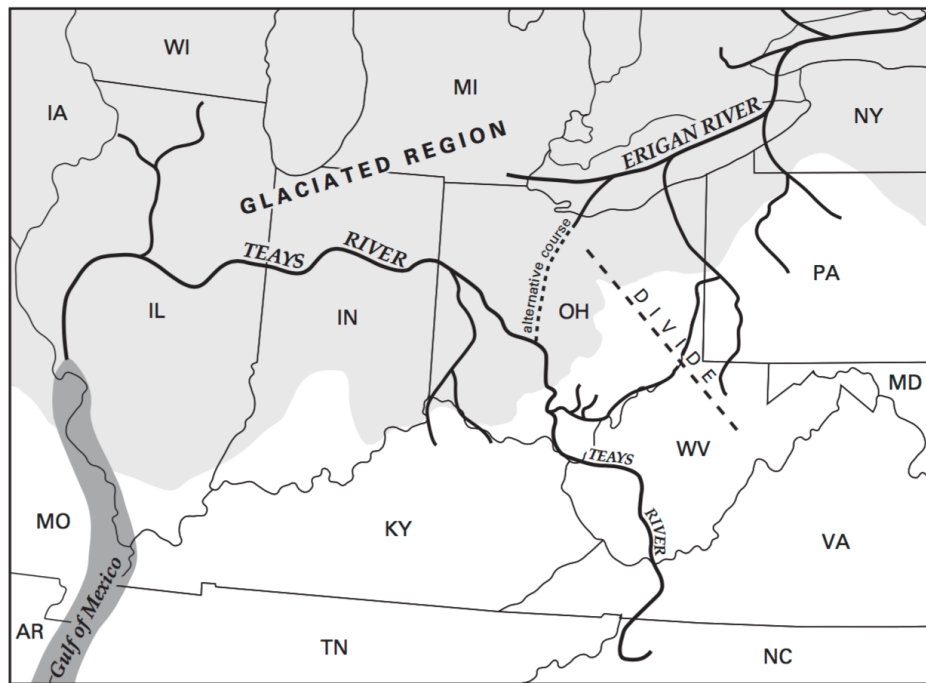 WI
MI
IA
NY
ERIGAN RIVER
GLACIATED REGION
TEAYS RIVER
alternative course
PA
IL
IN
OH
DIVIDE
MD
WV
TEAYS
RIVER
MO
KY
VA
Gulf of Mexico
AR
TN
NC